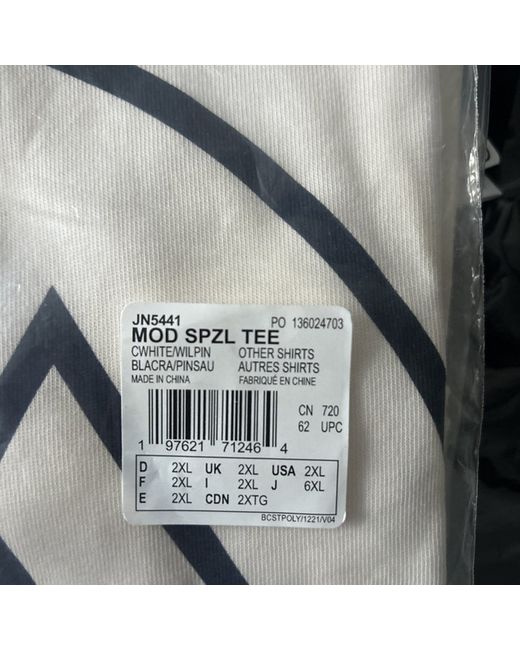 JN5441 PO 136024703
MOD SPZL TEE
CWHITE/WILPIN OTHER SHIRTS
BLACRA/PINSAU AUTRES SHIRTS
MADE IN CHINA FABRIQUÉ EN CHINE
CN 720
62 UPC
1 97621 71246 4
D 2XL UK 2XL USA 2XL
F 2XL I 2XL J 6XL
E 2XL CDN 2XTG
BCSTPOLY/1221/V04